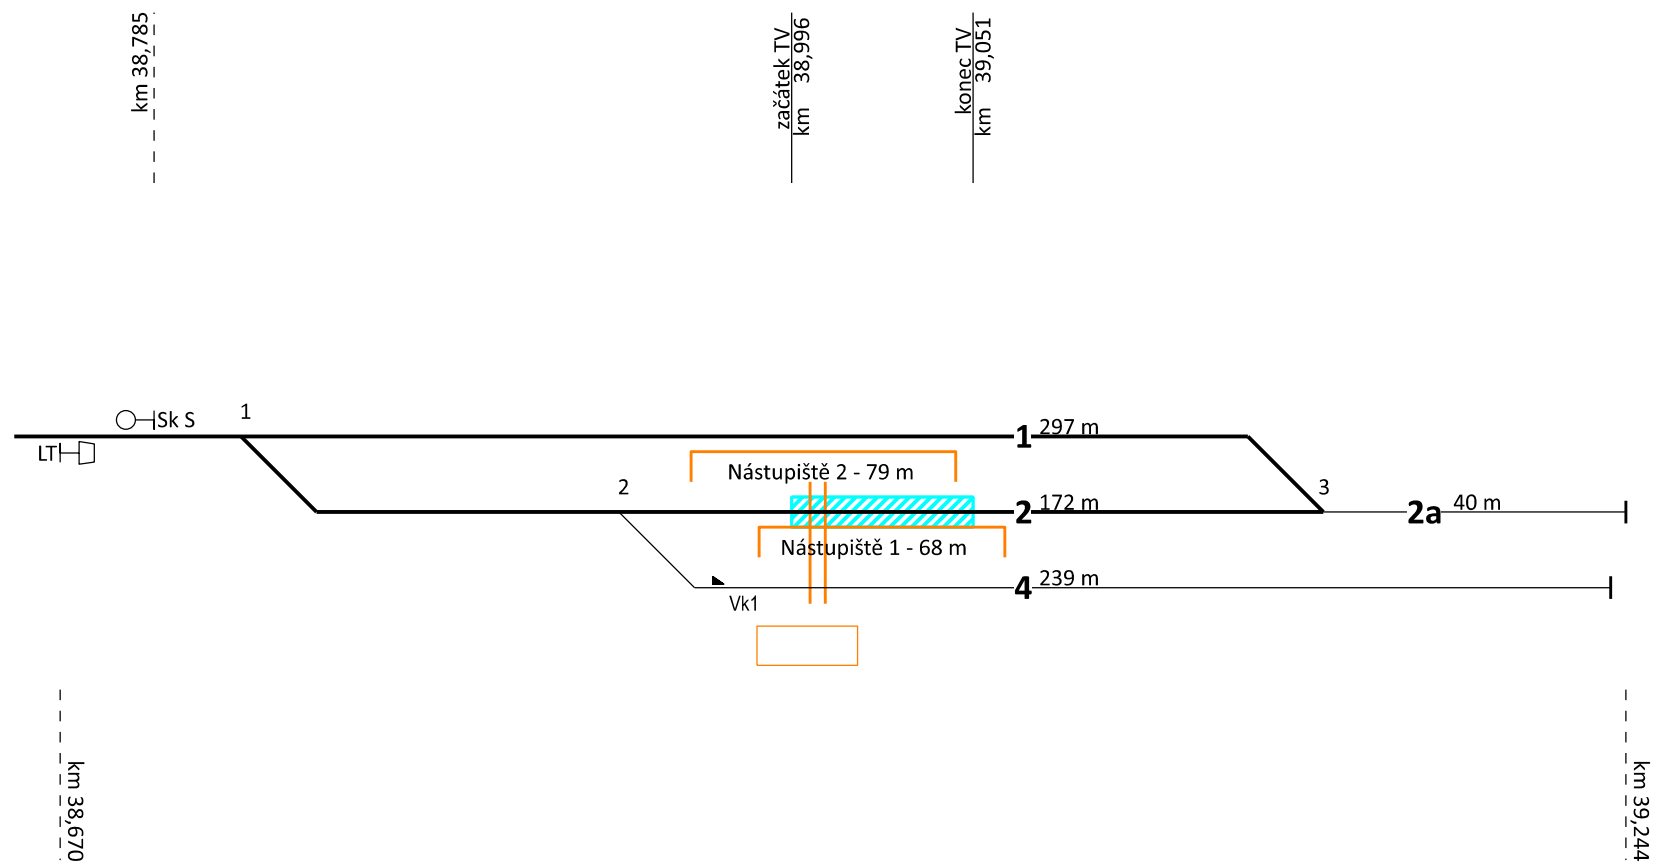 km 38,785
začátek TV
km 38,996
konec TV
km 39,051
Sk S
1
LT
1 297 m
Nástupiště 2 - 79 m
2
3
2 172 m
2a 40 m
Nástupiště 1 - 68 m
4 239 m
Vk1
km 38,670
km 39,244